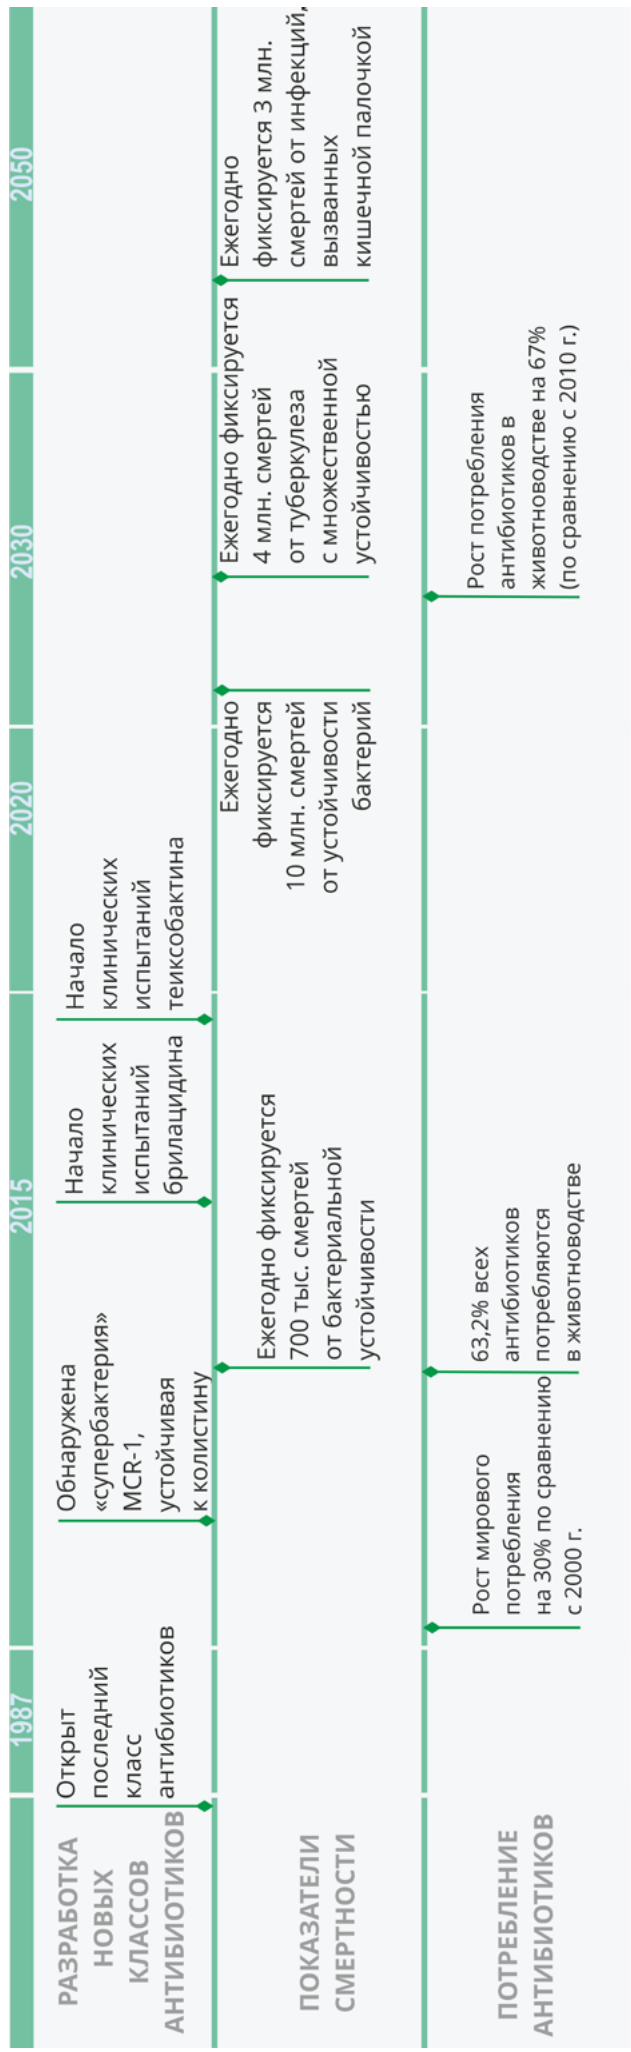 1987
2015
2020
2030
2050
РАЗРАБОТКА
НОВЫХ
КЛАССОВ
АНТИБИОТИКОВ
Открыт
последний
класс
антибиотиков
Обнаружена
«супербактерия»
MCR-1,
устойчивая
к колистину
Начало
клинических
испытаний
брилацидина
Начало
клинических
испытаний
теиксобактина
ПОКАЗАТЕЛИ
СМЕРТНОСТИ
Ежегодно фиксируется
700 тыс. смертей
от бактериальной
устойчивости
Ежегодно
фиксируется
10 млн. смертей
от устойчивости
бактерий
Ежегодно фиксируется
4 млн. смертей
от туберкулеза
с множественной
устойчивостью
Ежегодно
фиксируется 3 млн.
смертей от инфекций,
вызванных
кишечной палочкой
ПОТРЕБЛЕНИЕ
АНТИБИОТИКОВ
Рост мирового
потребления
на 30% по сравнению
с 2000 г.
63,2% всех
антибиотиков
потребляются
в животноводстве
Рост потребления
антибиотиков в
животноводстве на 67%
(по сравнению с 2010 г.)